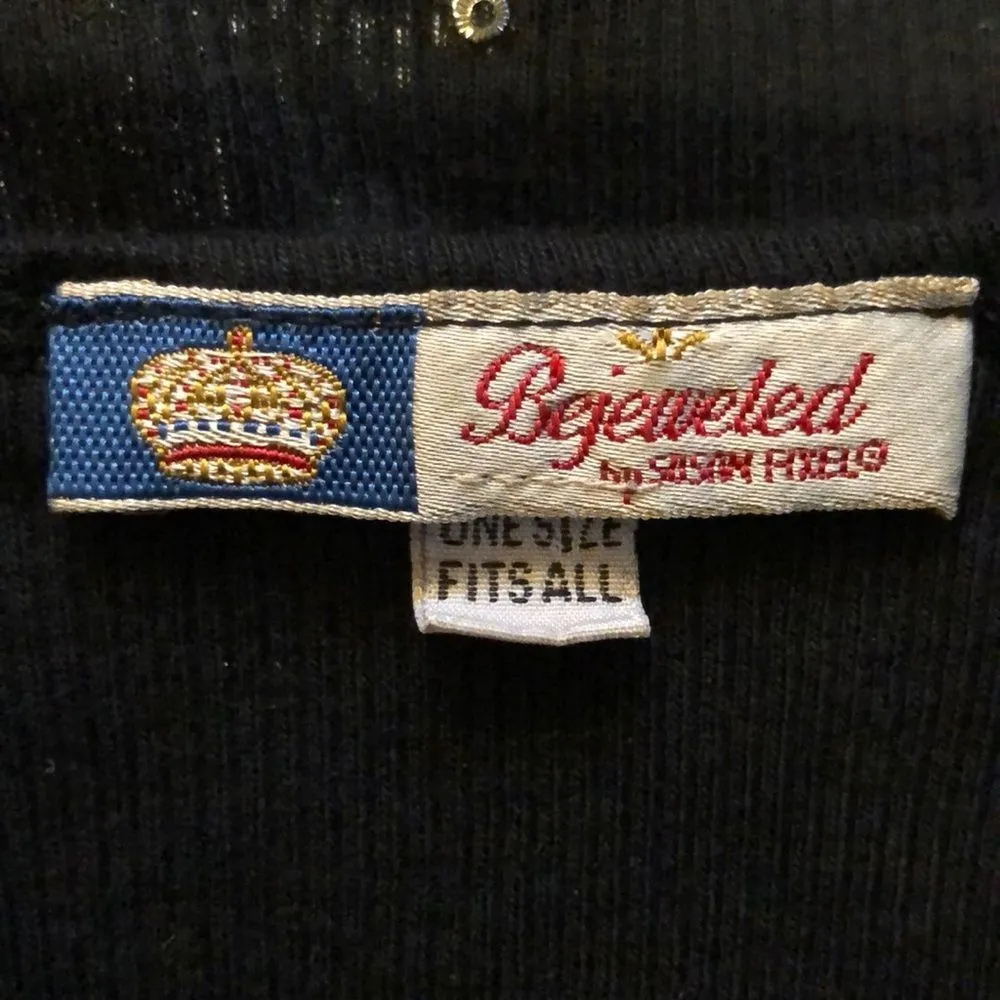 Bejeweled
by SUSAN FIXEL®
ONE SIZE
FITS ALL